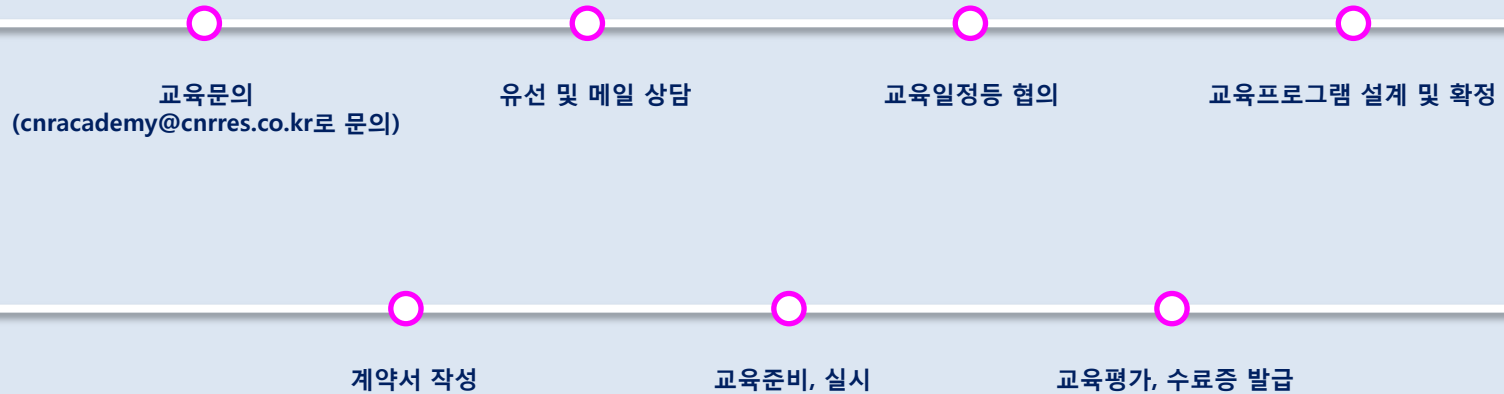 교육문의
(cnracademy@cnrres.co.kr로 문의)
유선 및 메일 상담
교육일정등 협의
교육프로그램 설계 및 확정
계약서 작성
교육준비, 실시
교육평가, 수료증 발급